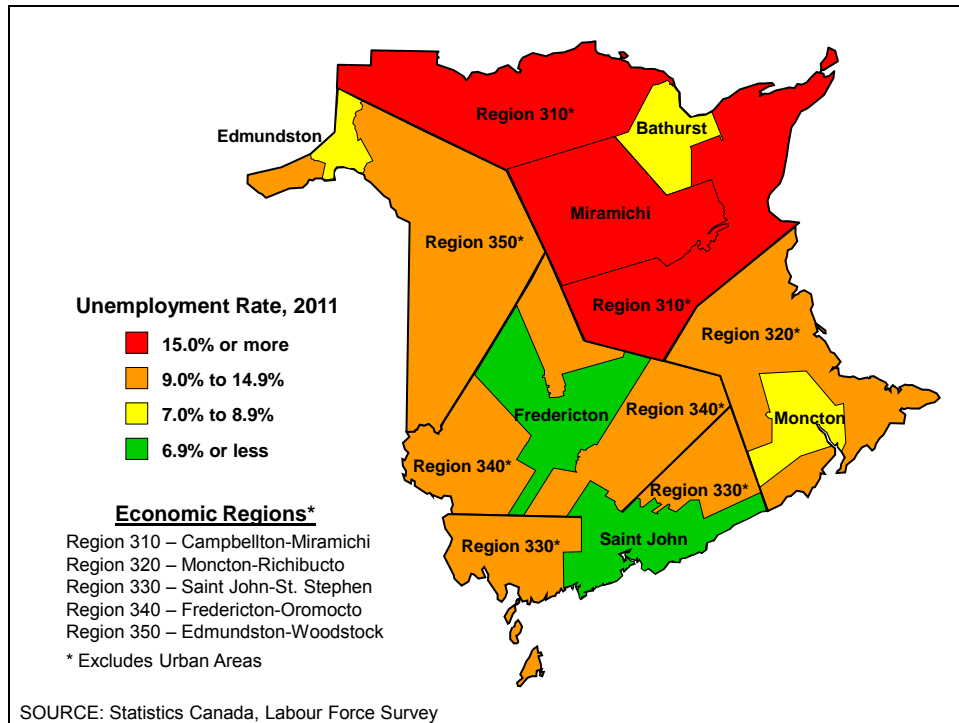 Region 310*
Bathurst
Edmundston
Miramichi
Region 350*
Region 310*
Region 320*
Unemployment Rate, 2011
15.0% or more
9.0% to 14.9%
7.0% to 8.9%
6.9% or less
Fredericton
Region 340*
Moncton
Region 340*
Region 330*
Saint John
Region 330*
Economic Regions*
Region 310 – Campbellton-Miramichi
Region 320 – Moncton-Richibucto
Region 330 – Saint John-St. Stephen
Region 340 – Fredericton-Oromocto
Region 350 – Edmundston-Woodstock
* Excludes Urban Areas
SOURCE: Statistics Canada, Labour Force Survey